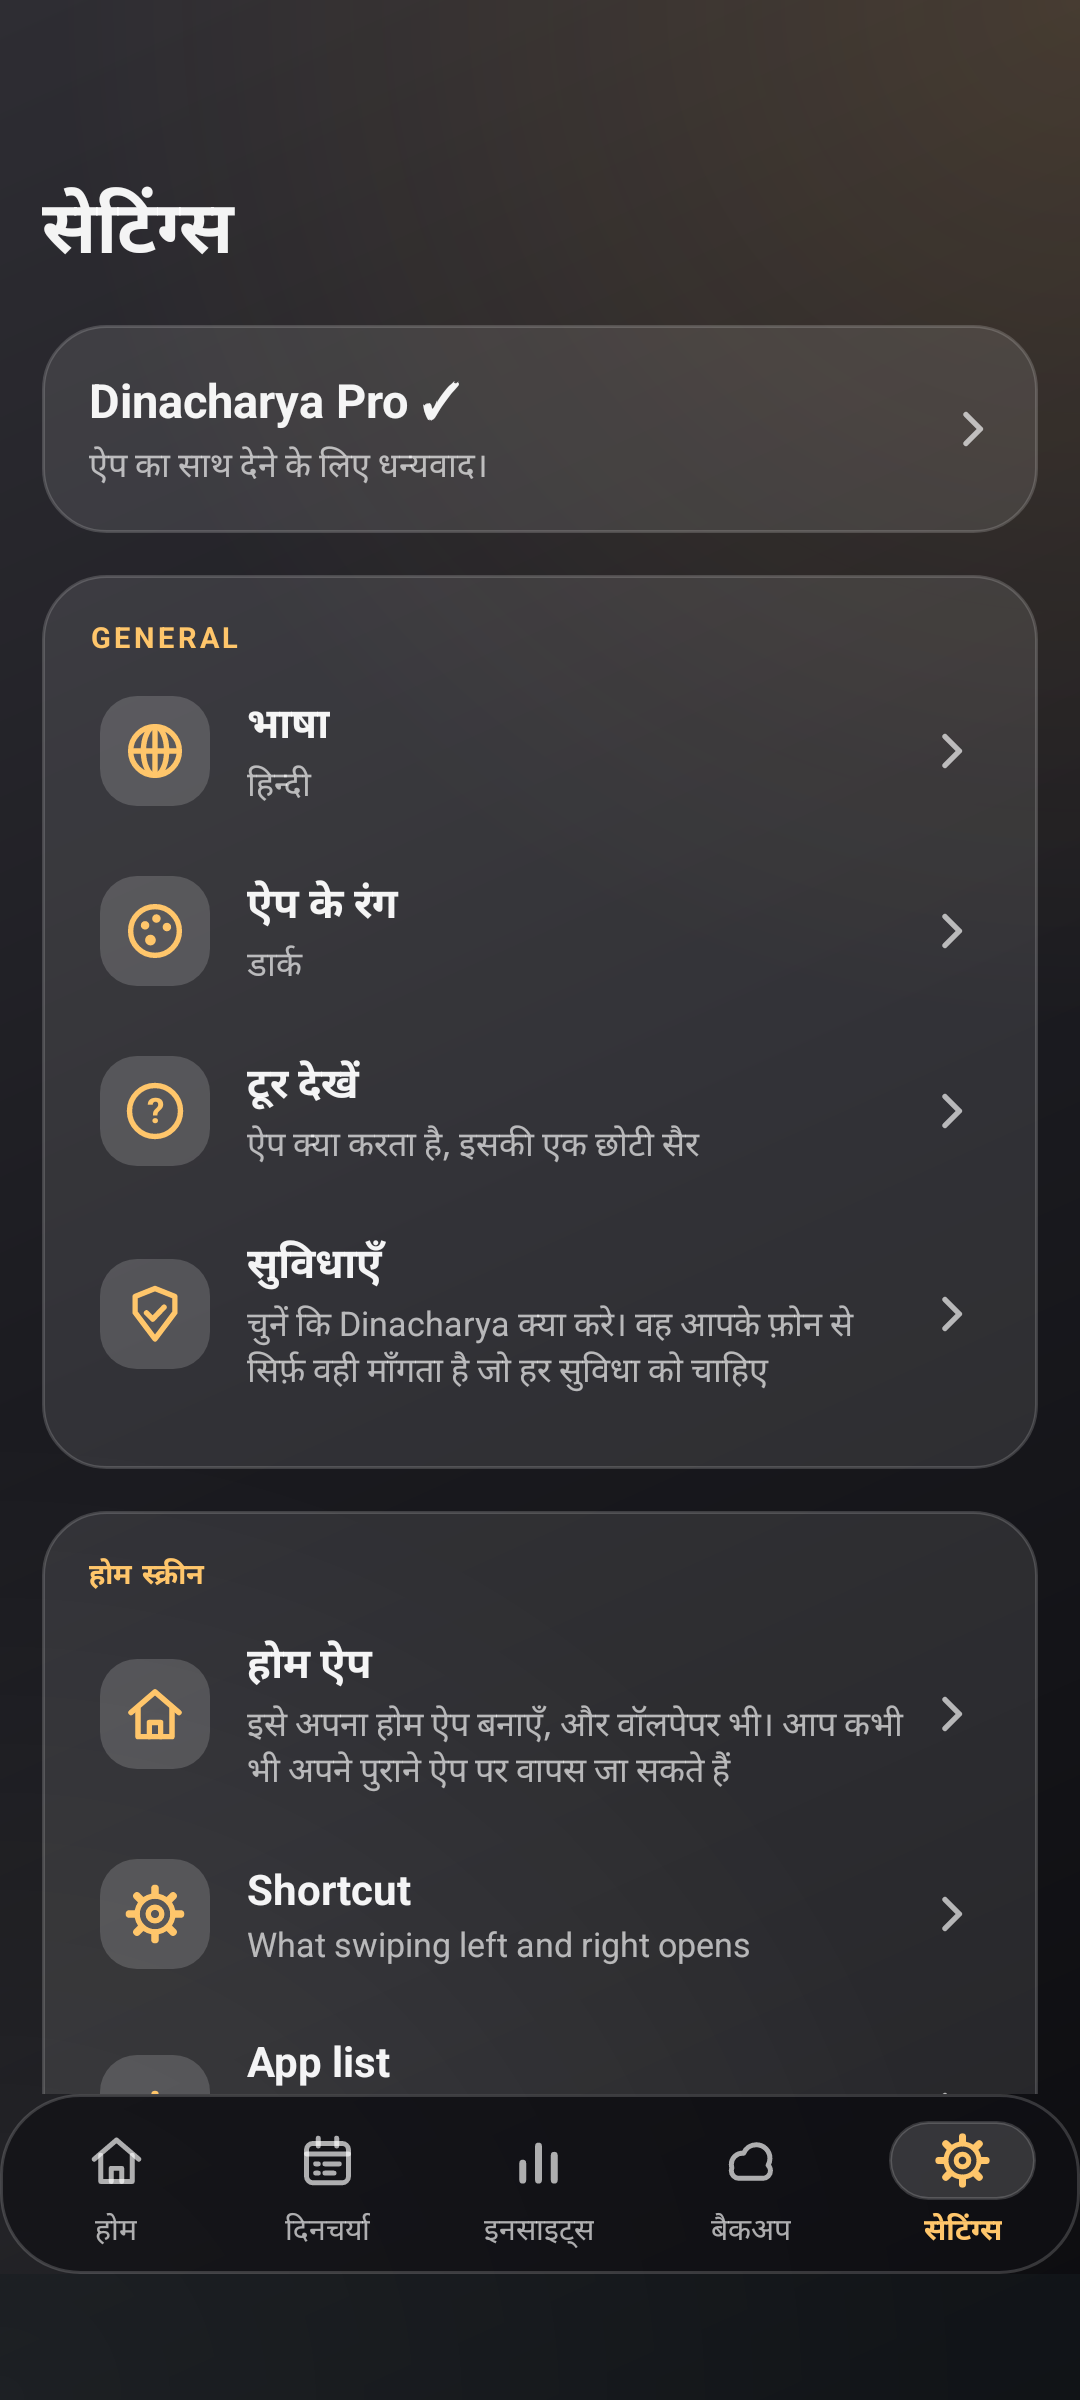 सेटिंग्स
Dinacharya Pro ✓
ऐप का साथ देने के लिए धन्यवाद।
GENERAL
भाषा
हिन्दी
ऐप के रंग
डार्क
टूर देखें
ऐप क्या करता है, इसकी एक छोटी सैर
सुविधाएँ
चुनें कि Dinacharya क्या करे। वह आपके फ़ोन से
सिर्फ़ वही माँगता है जो हर सुविधा को चाहिए
होम स्क्रीन
होम ऐप
इसे अपना होम ऐप बनाएँ, और वॉलपेपर भी। आप कभी
भी अपने पुराने ऐप पर वापस जा सकते हैं
Shortcut
What swiping left and right opens
App list
होम
दिनचर्या
इनसाइट्स
बैकअप
सेटिंग्स